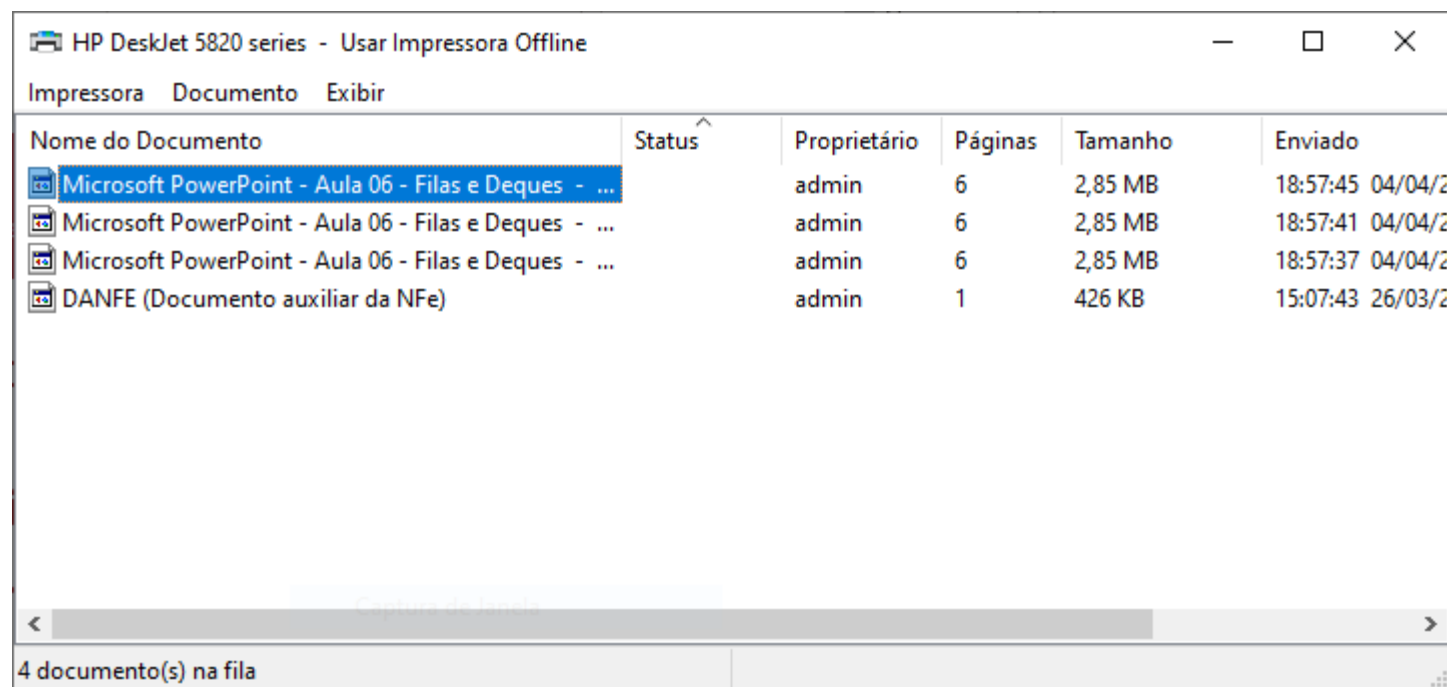 HP DeskJet 5820 series - Usar Impressora Offline
Impressora Documento Exibir
Nome do Documento Status Proprietário Páginas Tamanho Enviado
Microsoft PowerPoint - Aula 06 - Filas e Deques - ... admin 6 2,85 MB 18:57:45 04/04/2
Microsoft PowerPoint - Aula 06 - Filas e Deques - ... admin 6 2,85 MB 18:57:41 04/04/2
Microsoft PowerPoint - Aula 06 - Filas e Deques - ... admin 6 2,85 MB 18:57:37 04/04/2
DANFE (Documento auxiliar da NFe) admin 1 426 KB 15:07:43 26/03/2
Captura de Janela
4 documento(s) na fila